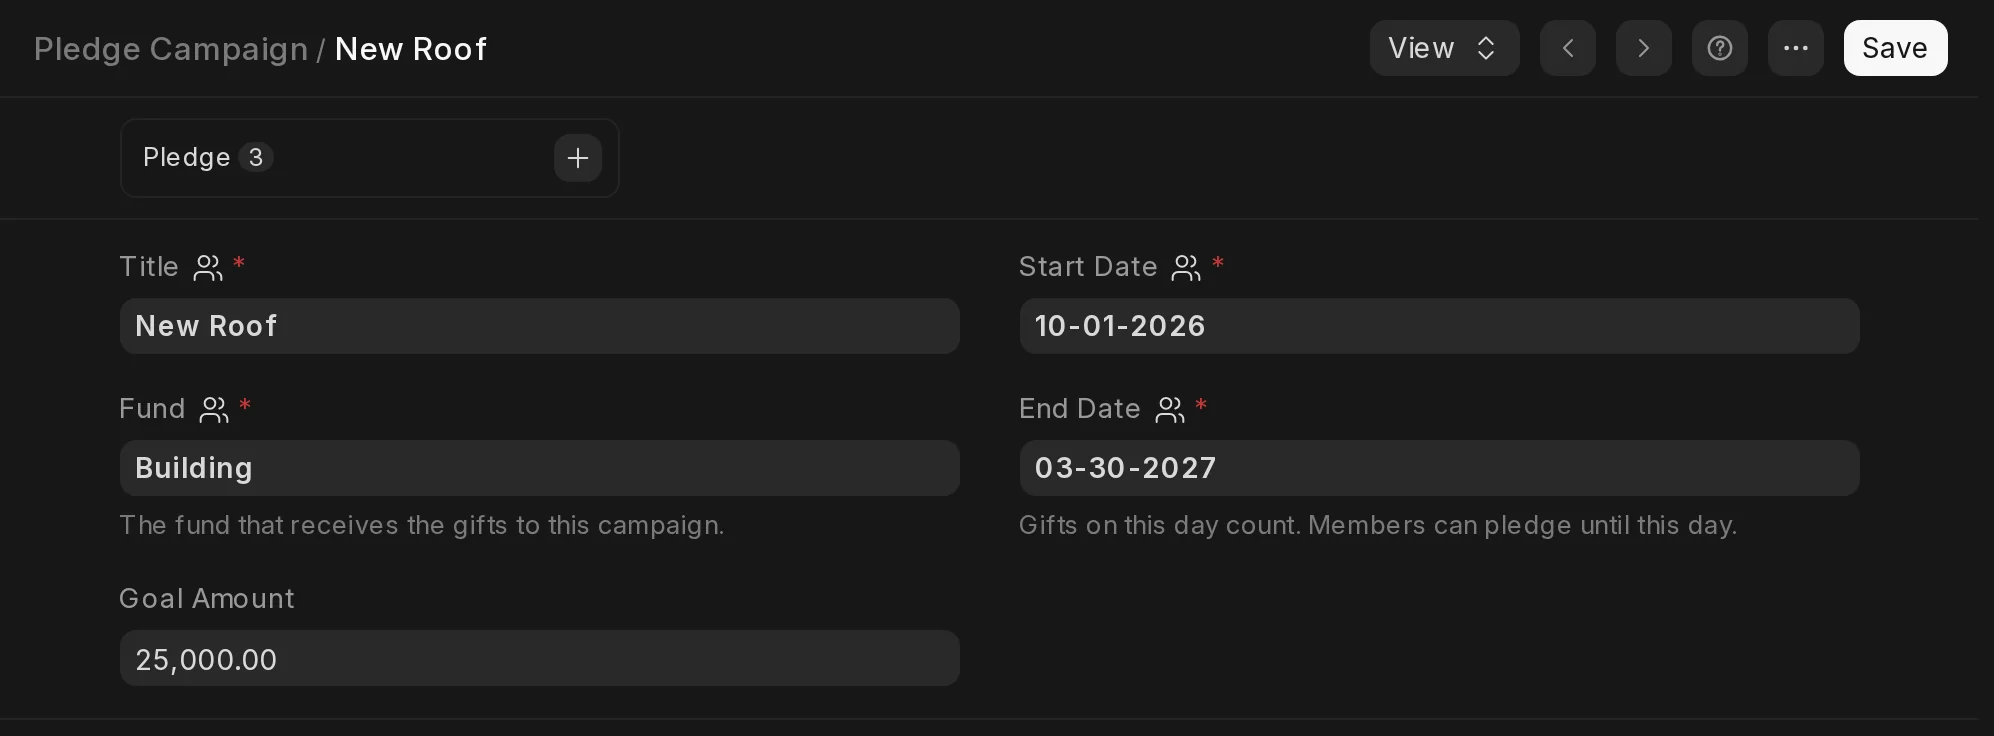 Pledge Campaign / New Roof
View
Save
Pledge 3
Title *
New Roof
Start Date *
10-01-2026
Fund *
Building
The fund that receives the gifts to this campaign.
End Date *
03-30-2027
Gifts on this day count. Members can pledge until this day.
Goal Amount
25,000.00